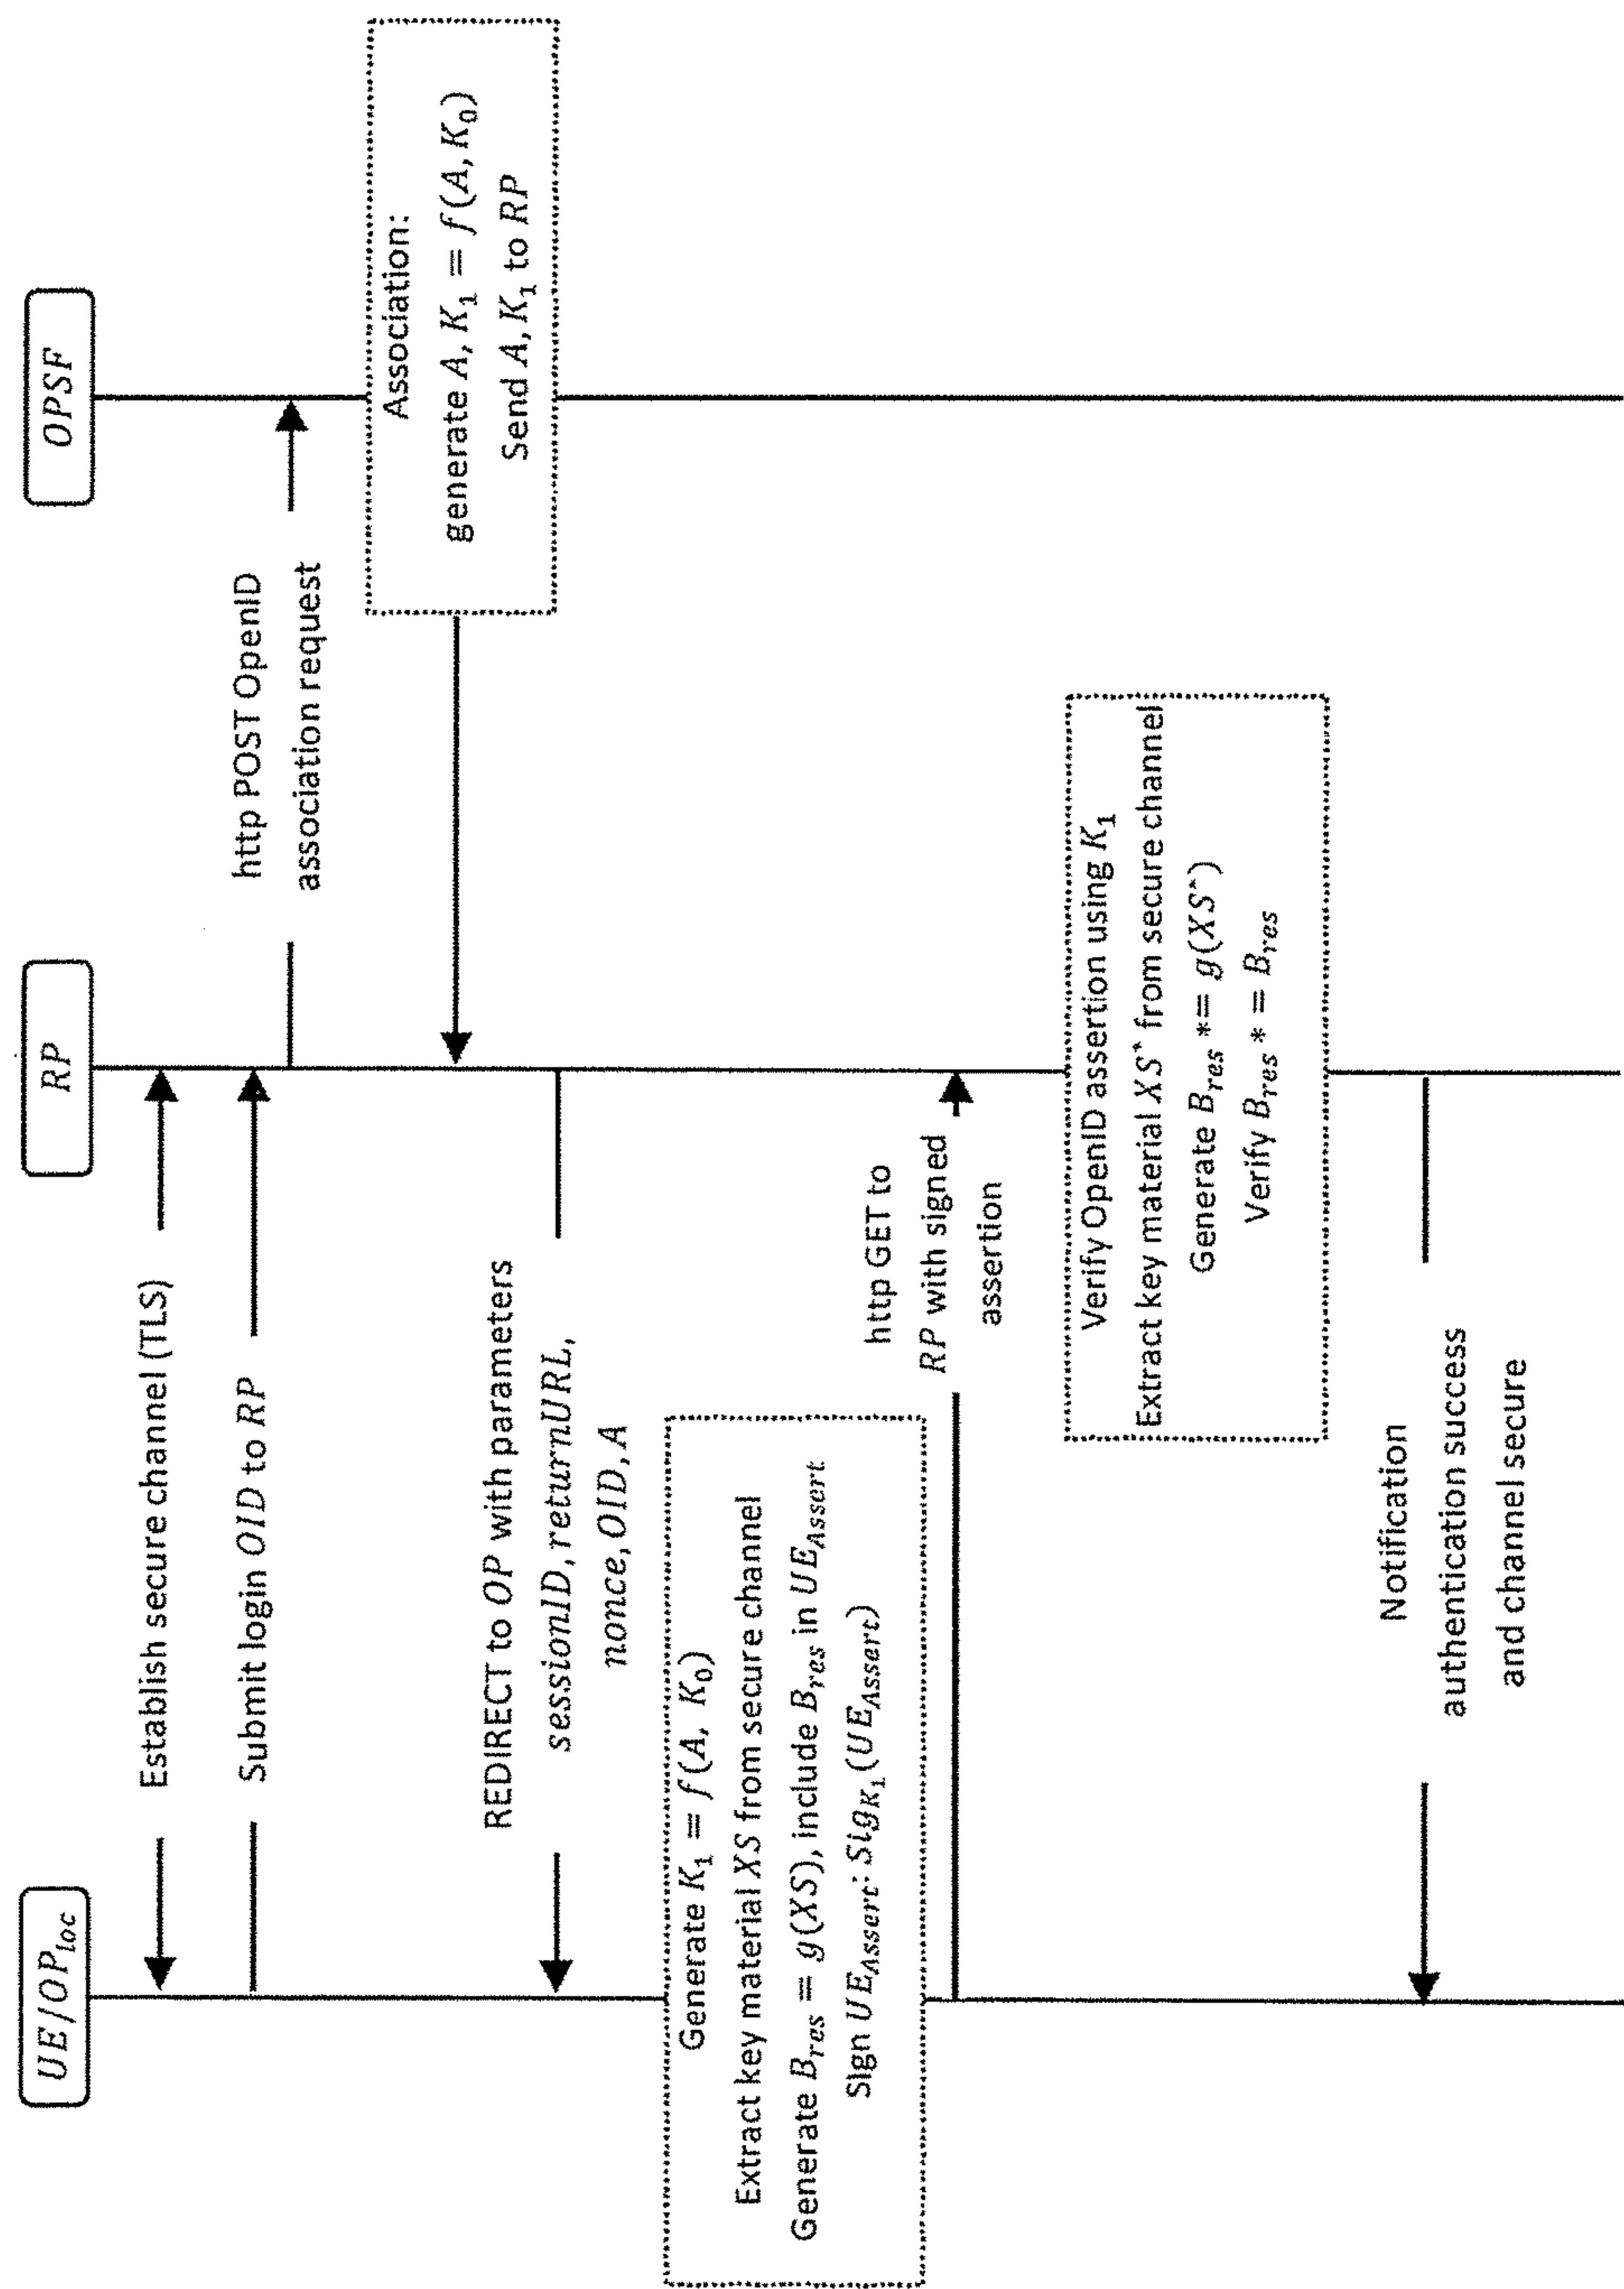 UE/OP_loc
RP
OPSF
Establish secure channel (TLS)
Submit login OID to RP
http POST OpenID
association request
Association:
generate A, K_1 = f(A, K_0)
Send A, K_1 to RP
REDIRECT to OP with parameters
sessionID, returnURL,
nonce, OID, A
Generate K_1 = f(A, K_0)
Extract key material XS from secure channel
Generate B_res = g(XS), include B_res in UE_Assert
Sign UE_Assert: Sig_K_1(UE_Assert)
http GET to
RP with signed
assertion
Verify OpenID assertion using K_1
Extract key material XS* from secure channel
Generate B_res *= g(XS*)
Verify B_res * = B_res
Notification
authentication success
and channel secure